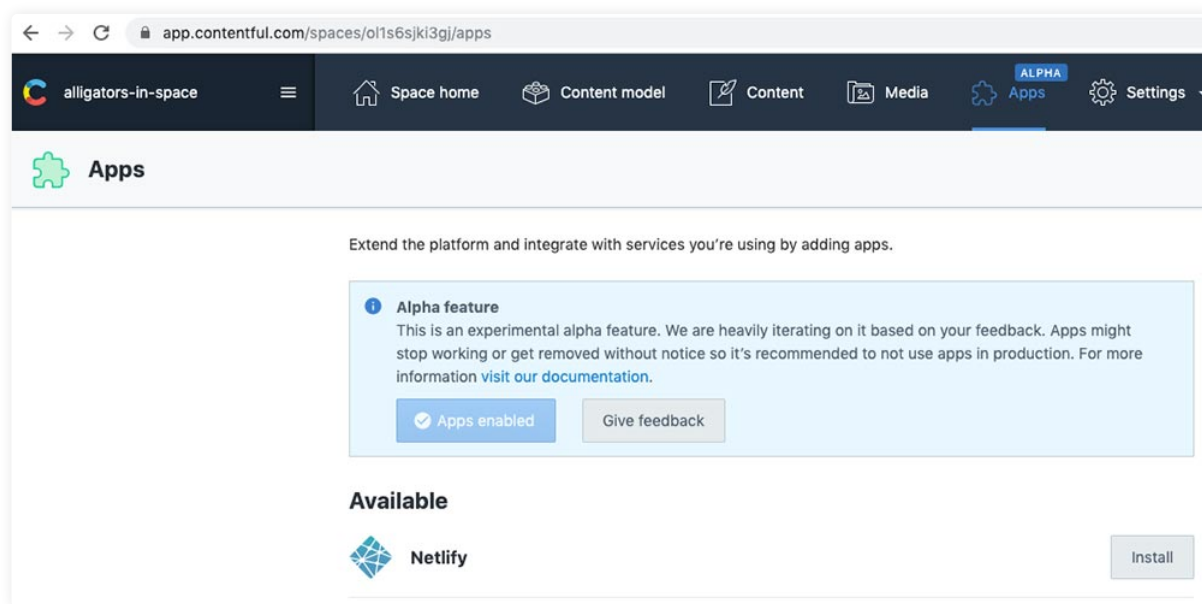 app.contentful.com/spaces/ol1s6sjki3gj/apps
alligators-in-space
Space home
Content model
Content
Media
ALPHA
Apps
Settings
Apps
Extend the platform and integrate with services you’re using by adding apps.
Alpha feature
This is an experimental alpha feature. We are heavily iterating on it based on your feedback. Apps might
stop working or get removed without notice so it’s recommended to not use apps in production. For more
information visit our documentation.
Apps enabled
Give feedback
Available
Netlify
Install